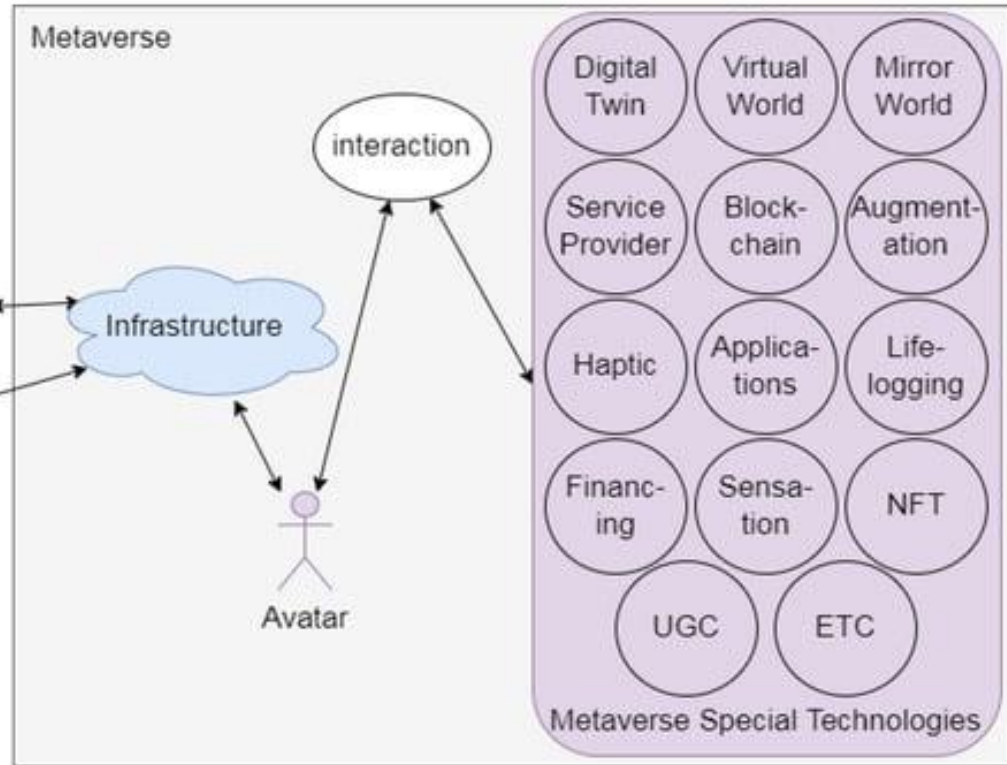 Metaverse
interaction
Infrastructure
Avatar
Digital
Twin
Virtual
World
Mirror
World
Service
Provider
Block-
chain
Augment-
ation
Haptic
Applica-
tions
Life-
logging
Financ-
ing
Sensa-
tion
NFT
UGC
ETC
Metaverse Special Technologies